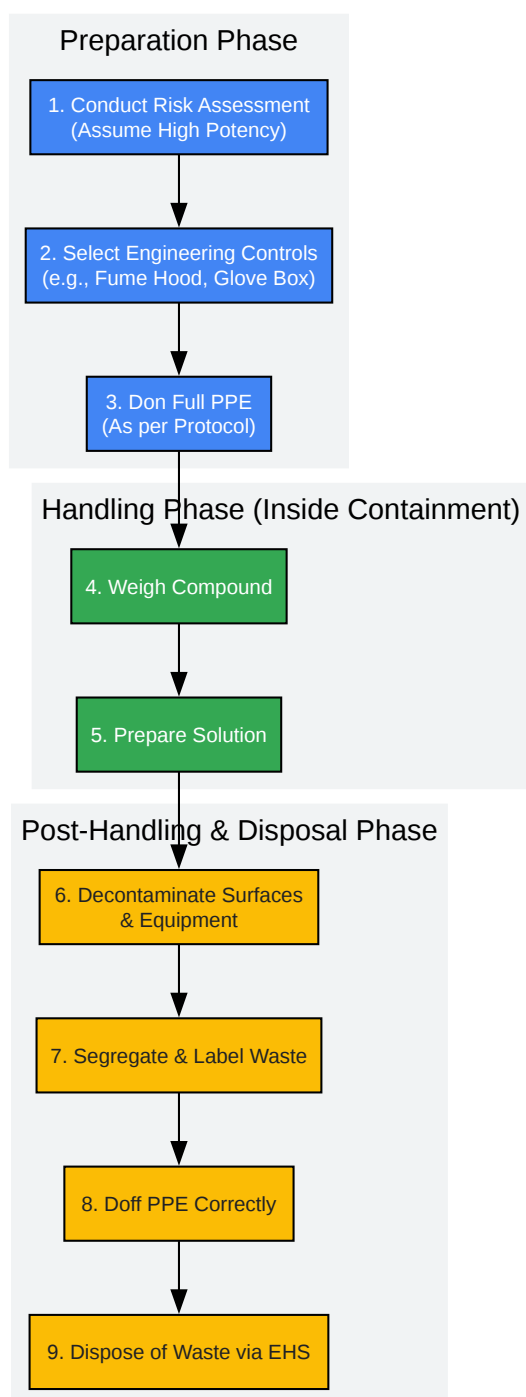 Preparation Phase
1. Conduct Risk Assessment
(Assume High Potency)
2. Select Engineering Controls
(e.g., Fume Hood, Glove Box)
3. Don Full PPE
(As per Protocol)
Handling Phase (Inside Containment)
4. Weigh Compound
5. Prepare Solution
Post-Handling & Disposal Phase
6. Decontaminate Surfaces
& Equipment
7. Segregate & Label Waste
8. Doff PPE Correctly
9. Dispose of Waste via EHS